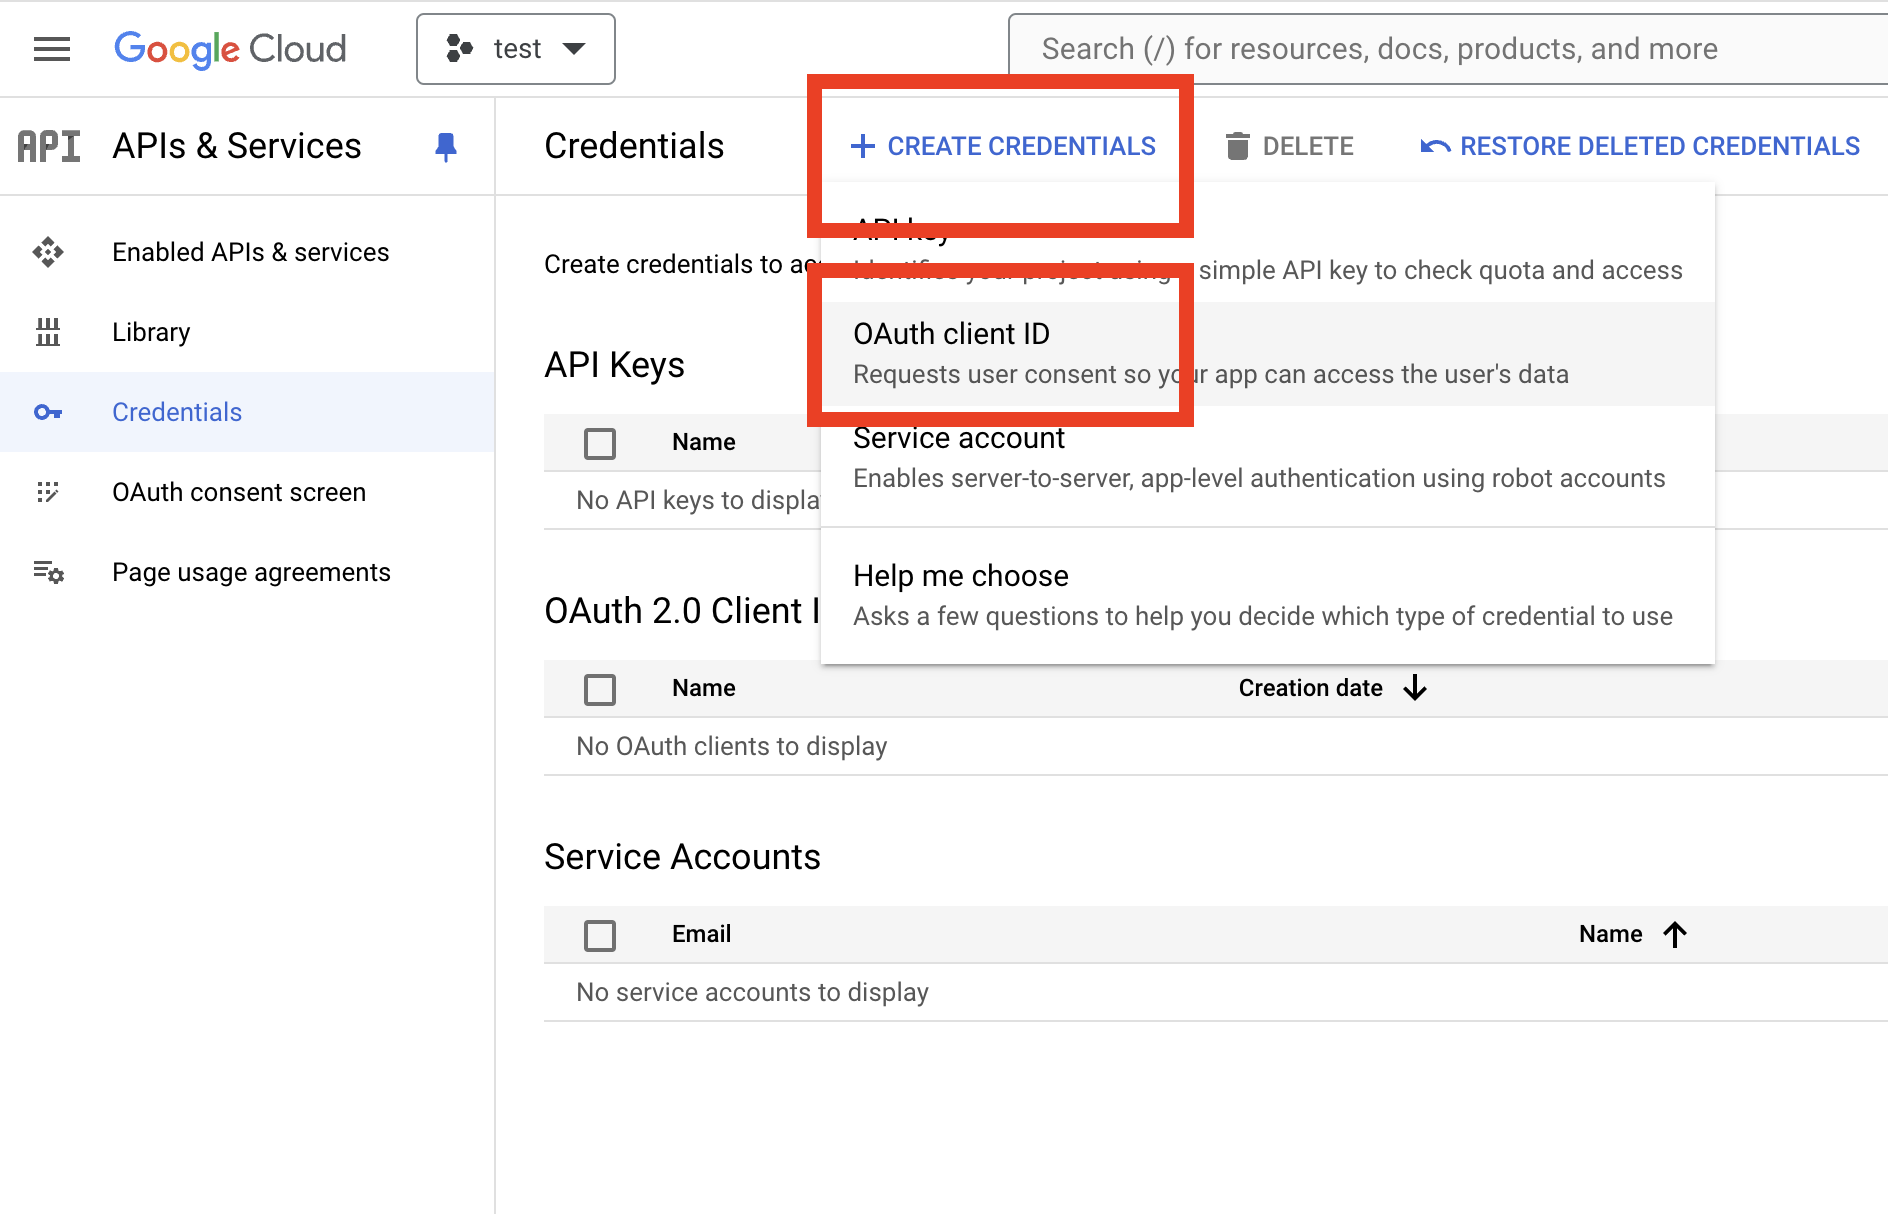 Google Cloud
test
Search (/) for resources, docs, products, and more
API
APIs & Services
Credentials
CREATE CREDENTIALS
DELETE
RESTORE DELETED CREDENTIALS
Enabled APIs & services
Library
Credentials
OAuth consent screen
Page usage agreements
Create credentials to ac
API key
Identifies your project using simple API key to check quota and access
OAuth client ID
Requests user consent so your app can access the user's data
Service account
Enables server-to-server, app-level authentication using robot accounts
Help me choose
Asks a few questions to help you decide which type of credential to use
API Keys
Name
No API keys to displa
OAuth 2.0 Client I
Name
Creation date
No OAuth clients to display
Service Accounts
Email
Name
No service accounts to display